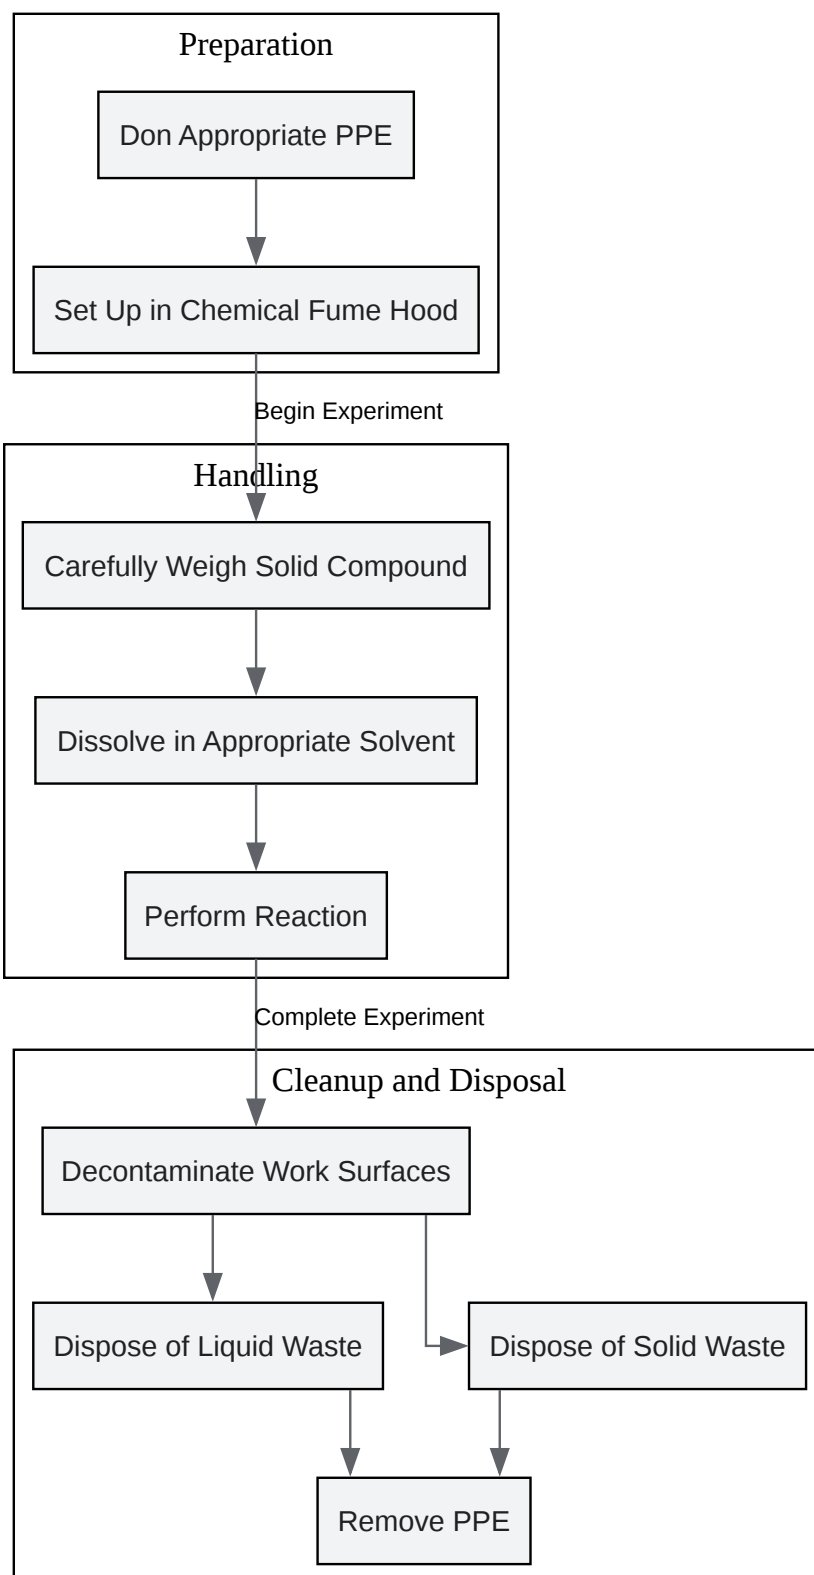 Preparation
Don Appropriate PPE
Set Up in Chemical Fume Hood
Begin Experiment
Handling
Carefully Weigh Solid Compound
Dissolve in Appropriate Solvent
Perform Reaction
Complete Experiment
Cleanup and Disposal
Decontaminate Work Surfaces
Dispose of Liquid Waste
Dispose of Solid Waste
Remove PPE